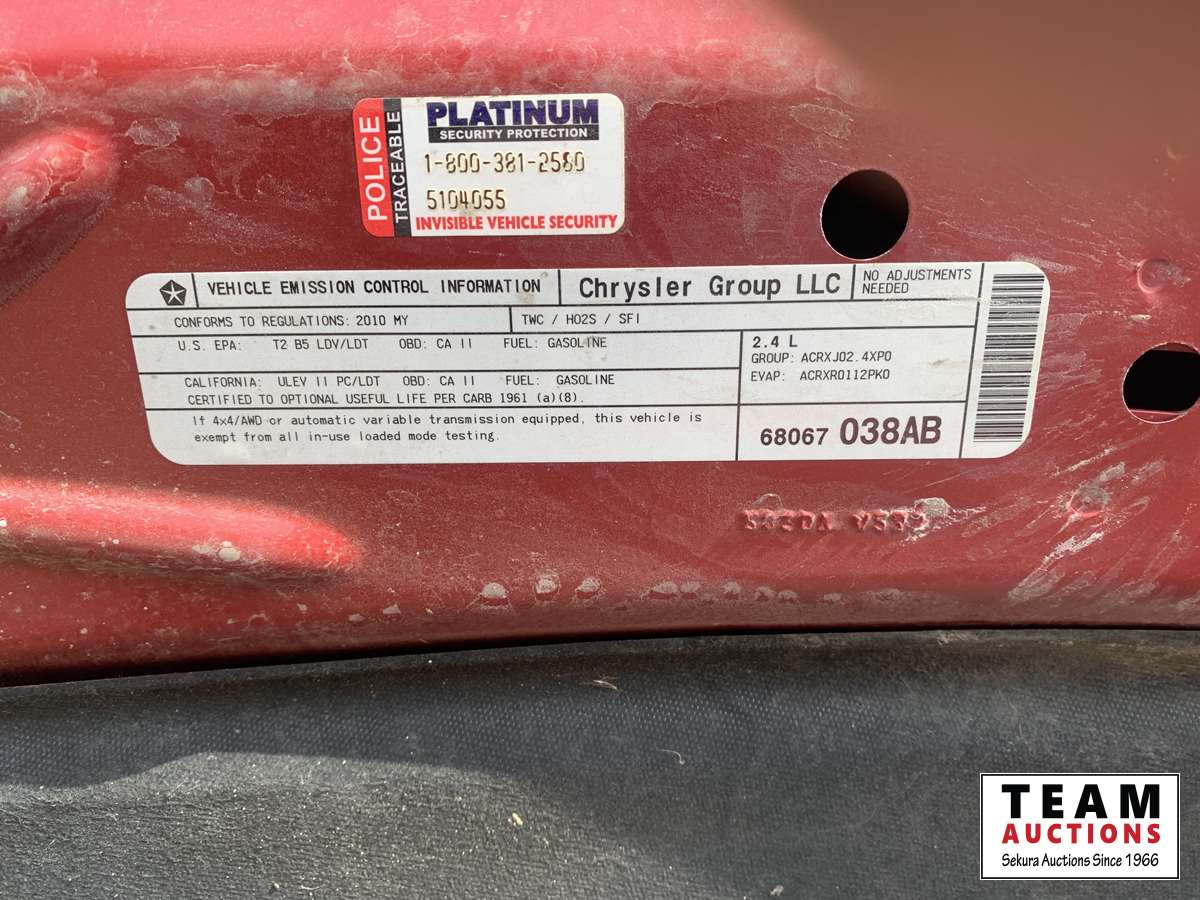 POLICE
TRACEABLE
PLATINUM
SECURITY PROTECTION
1-800-381-2580
5104055
INVISIBLE VEHICLE SECURITY
VEHICLE EMISSION CONTROL INFORMATION
Chrysler Group LLC
NO ADJUSTMENTS
NEEDED
CONFORMS TO REGULATIONS: 2010 MY
TWC / HO2S / SFI
U.S. EPA: T2 B5 LDV/LDT OBD: CA II FUEL: GASOLINE
CALIFORNIA: ULEV II PC/LDT OBD: CA II FUEL: GASOLINE
CERTIFIED TO OPTIONAL USEFUL LIFE PER CARB 1961 (a)(8).
2.4 L
GROUP: ACRXJ02.4XP0
EVAP: ACRXR0112PK0
If 4x4/AWD or automatic variable transmission equipped, this vehicle is
exempt from all in-use loaded mode testing.
68067 038AB
TEAM
AUCTIONS
Sekura Auctions Since 1966